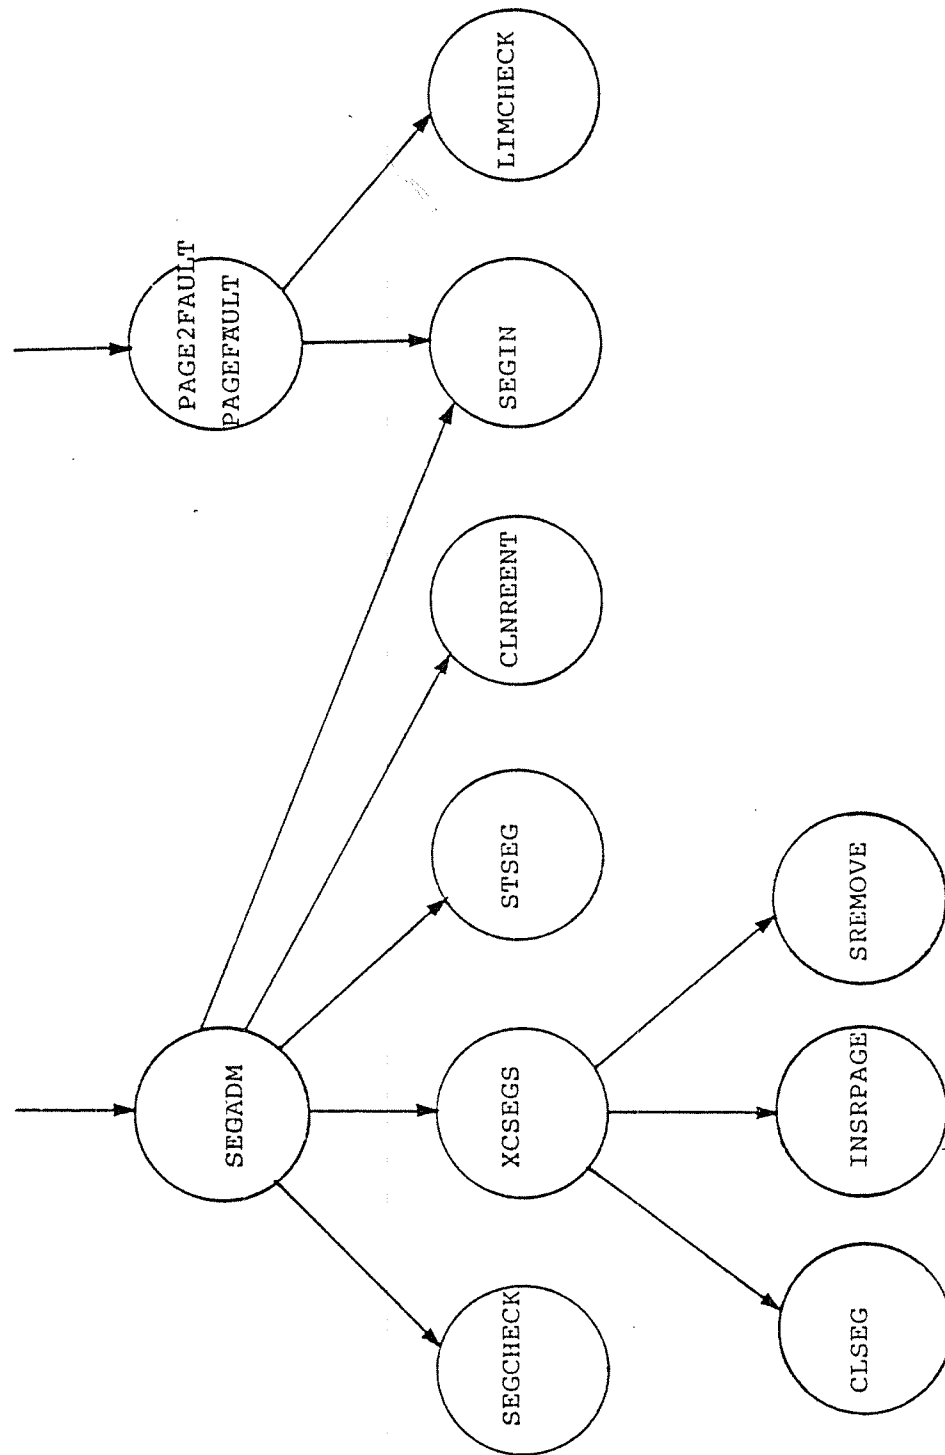 PAGE2FAULT
PAGEFAULT
LIMCHECK
SEGIN
CLNREENT
SEGADM
STSEG
XCSEGS
SEGCHECK
SREMOVE
INSRPAGE
CLSEG